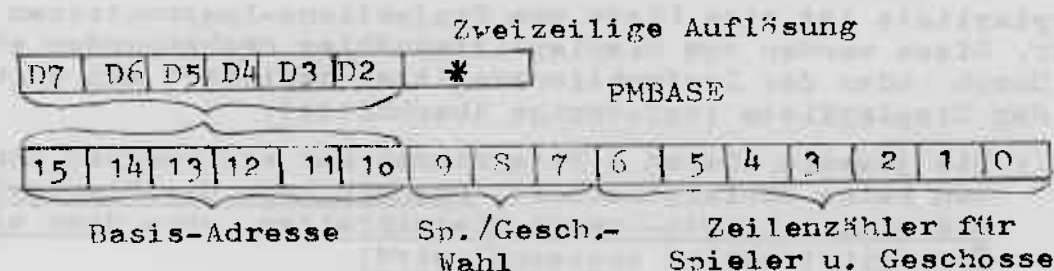 Zweizeilige Auflösung
D7 D6 D5 D4 D3 D2 *
PMBASE
15 14 13 12 11 10 9 8 7 6 5 4 3 2 1 0
Basis-Adresse Sp./Gesch.- Zeilenzähler für
Wahl Spieler u. Geschosse